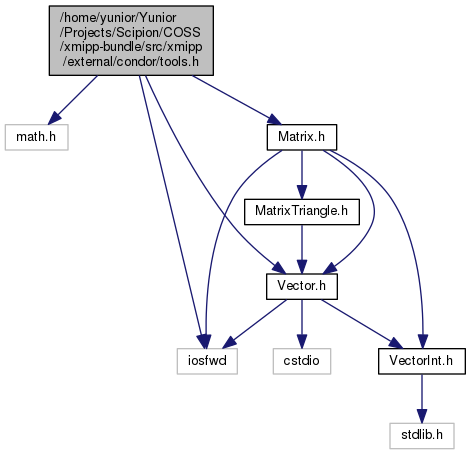 /home/yunior/Yunior
/Projects/Scipion/COSS
/xmipp-bundle/src/xmipp
/external/condor/tools.h
math.h
Matrix.h
MatrixTriangle.h
Vector.h
iosfwd
cstdio
VectorInt.h
stdlib.h